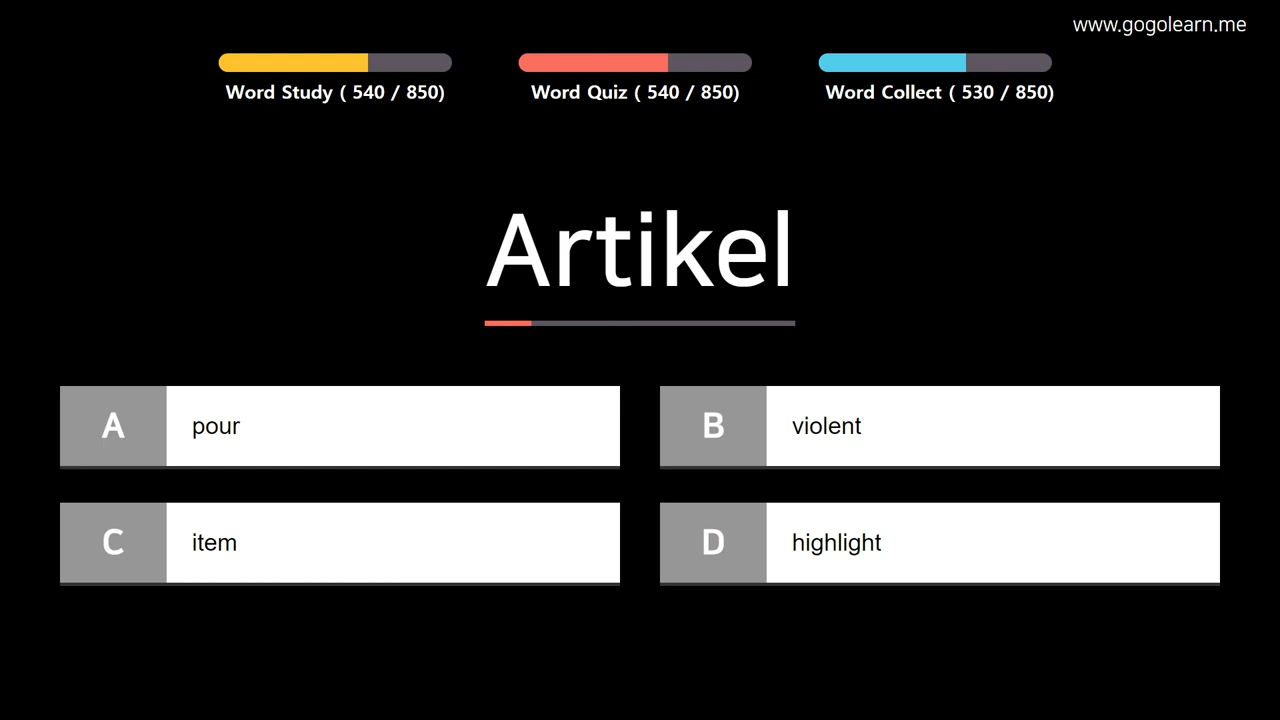 www.gogolearn.me
Word Study ( 540 / 850)
Word Quiz ( 540 / 850)
Word Collect ( 530 / 850)
Artikel
A pour
B violent
C item
D highlight